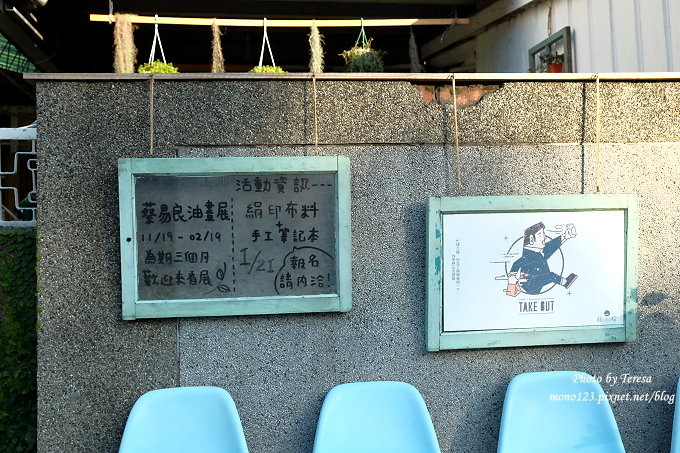 蔡易良油畫展
11/19 - 02/19
為期三個月
歡迎來看展
活動資訊---
絹印布料
+
手工筆記本
1/21
報名
請內洽!
TAKE OUT
Photo by Teresa
mono123.pixnet.net/blog